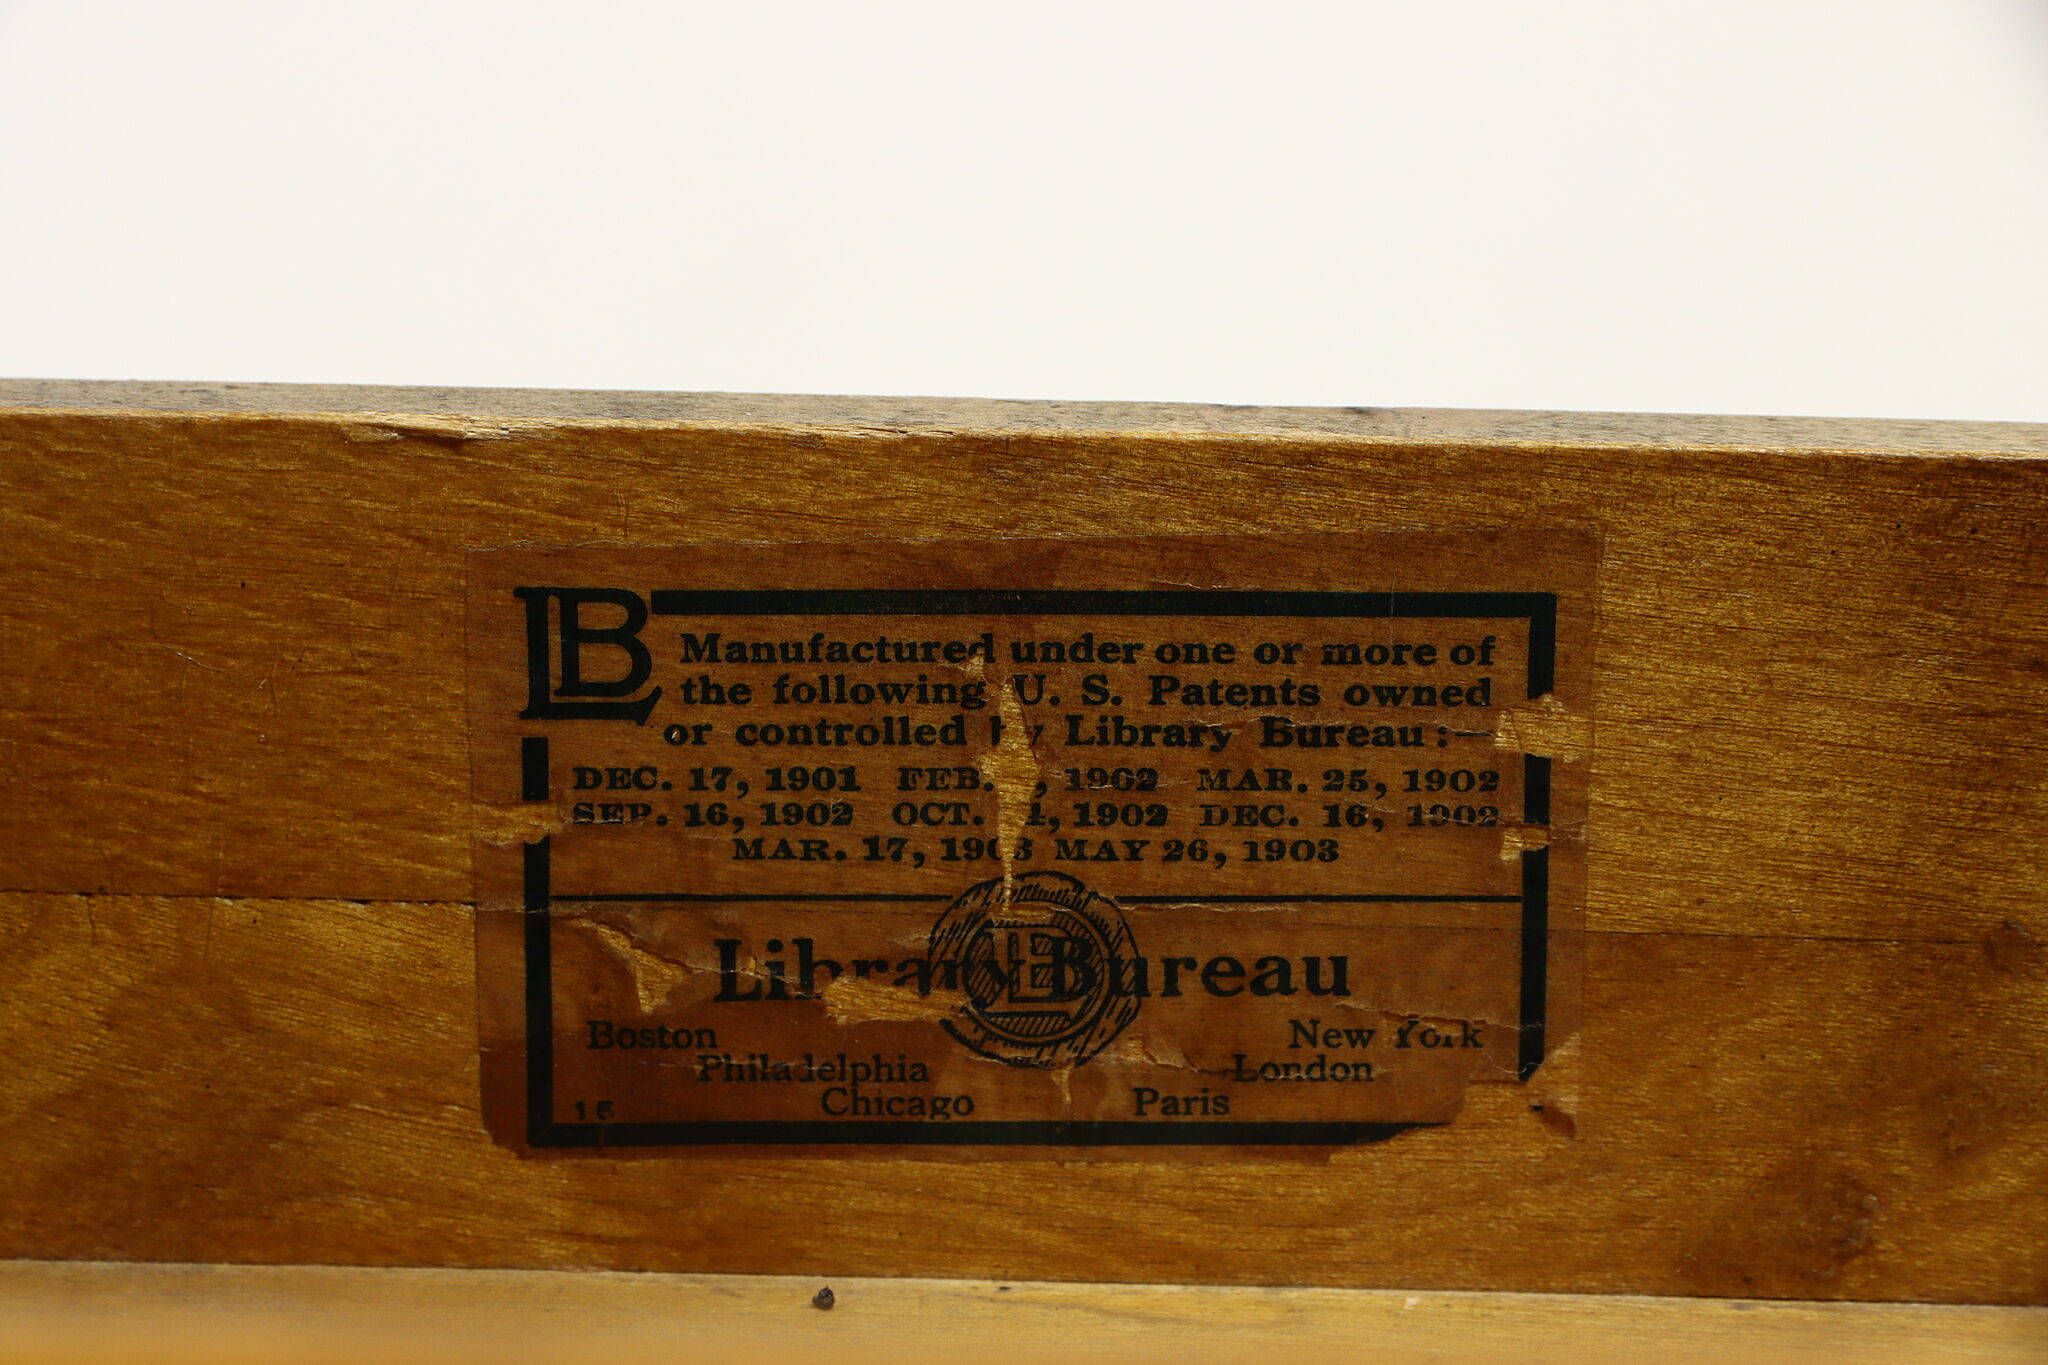 LB
Manufactured under one or more of
the following U. S. Patents owned
or controlled by Library Bureau:—
DEC. 17, 1901 FEB. , 1902 MAR. 25, 1902
SEP. 16, 1902 OCT. 4, 1902 DEC. 16, 1902
MAR. 17, 1903 MAY 26, 1903
LB
Library Bureau
Boston New York
Philadelphia London
Chicago Paris
15